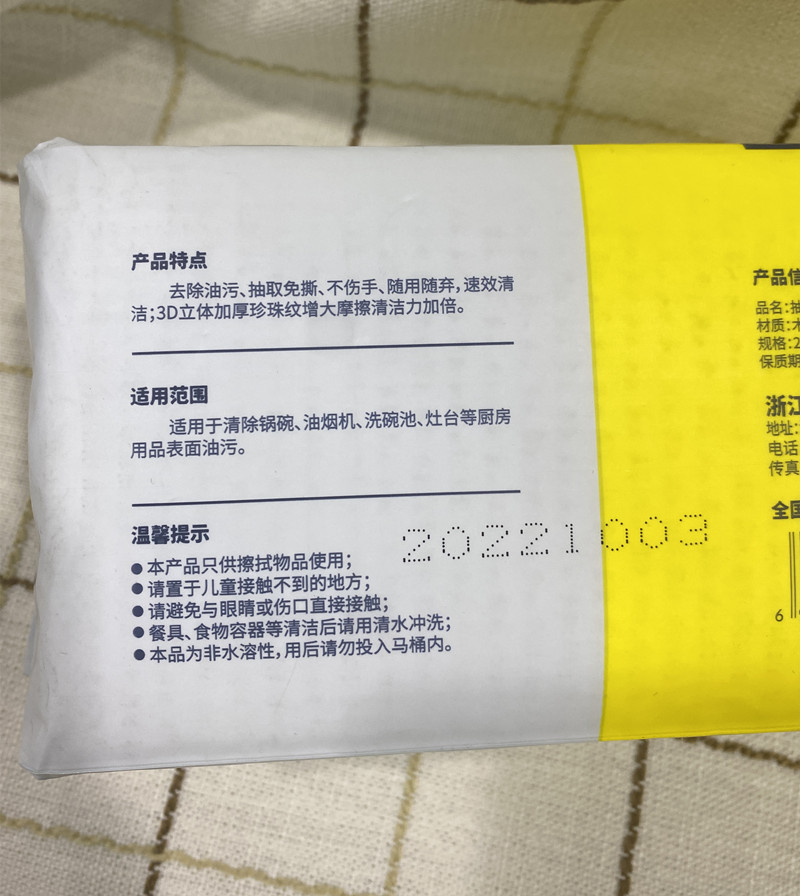 产品特点
去除油污、抽取免撕、不伤手、随用随弃,速效清
洁;3D立体加厚珍珠纹增大摩擦清洁力加倍。
适用范围
适用于清除锅碗、油烟机、洗碗池、灶台等厨房
用品表面油污。
温馨提示
●本产品只供擦拭物品使用;
●请置于儿童接触不到的地方;
●请避免与眼睛或伤口直接接触;
●餐具、食物容器等清洁后请用清水冲洗;
●本品为非水溶性,用后请勿投入马桶内。
20221003
产品信
品名:抽
材质:木
规格:2
保质期
浙江
地址:
电话
传真
全国
6